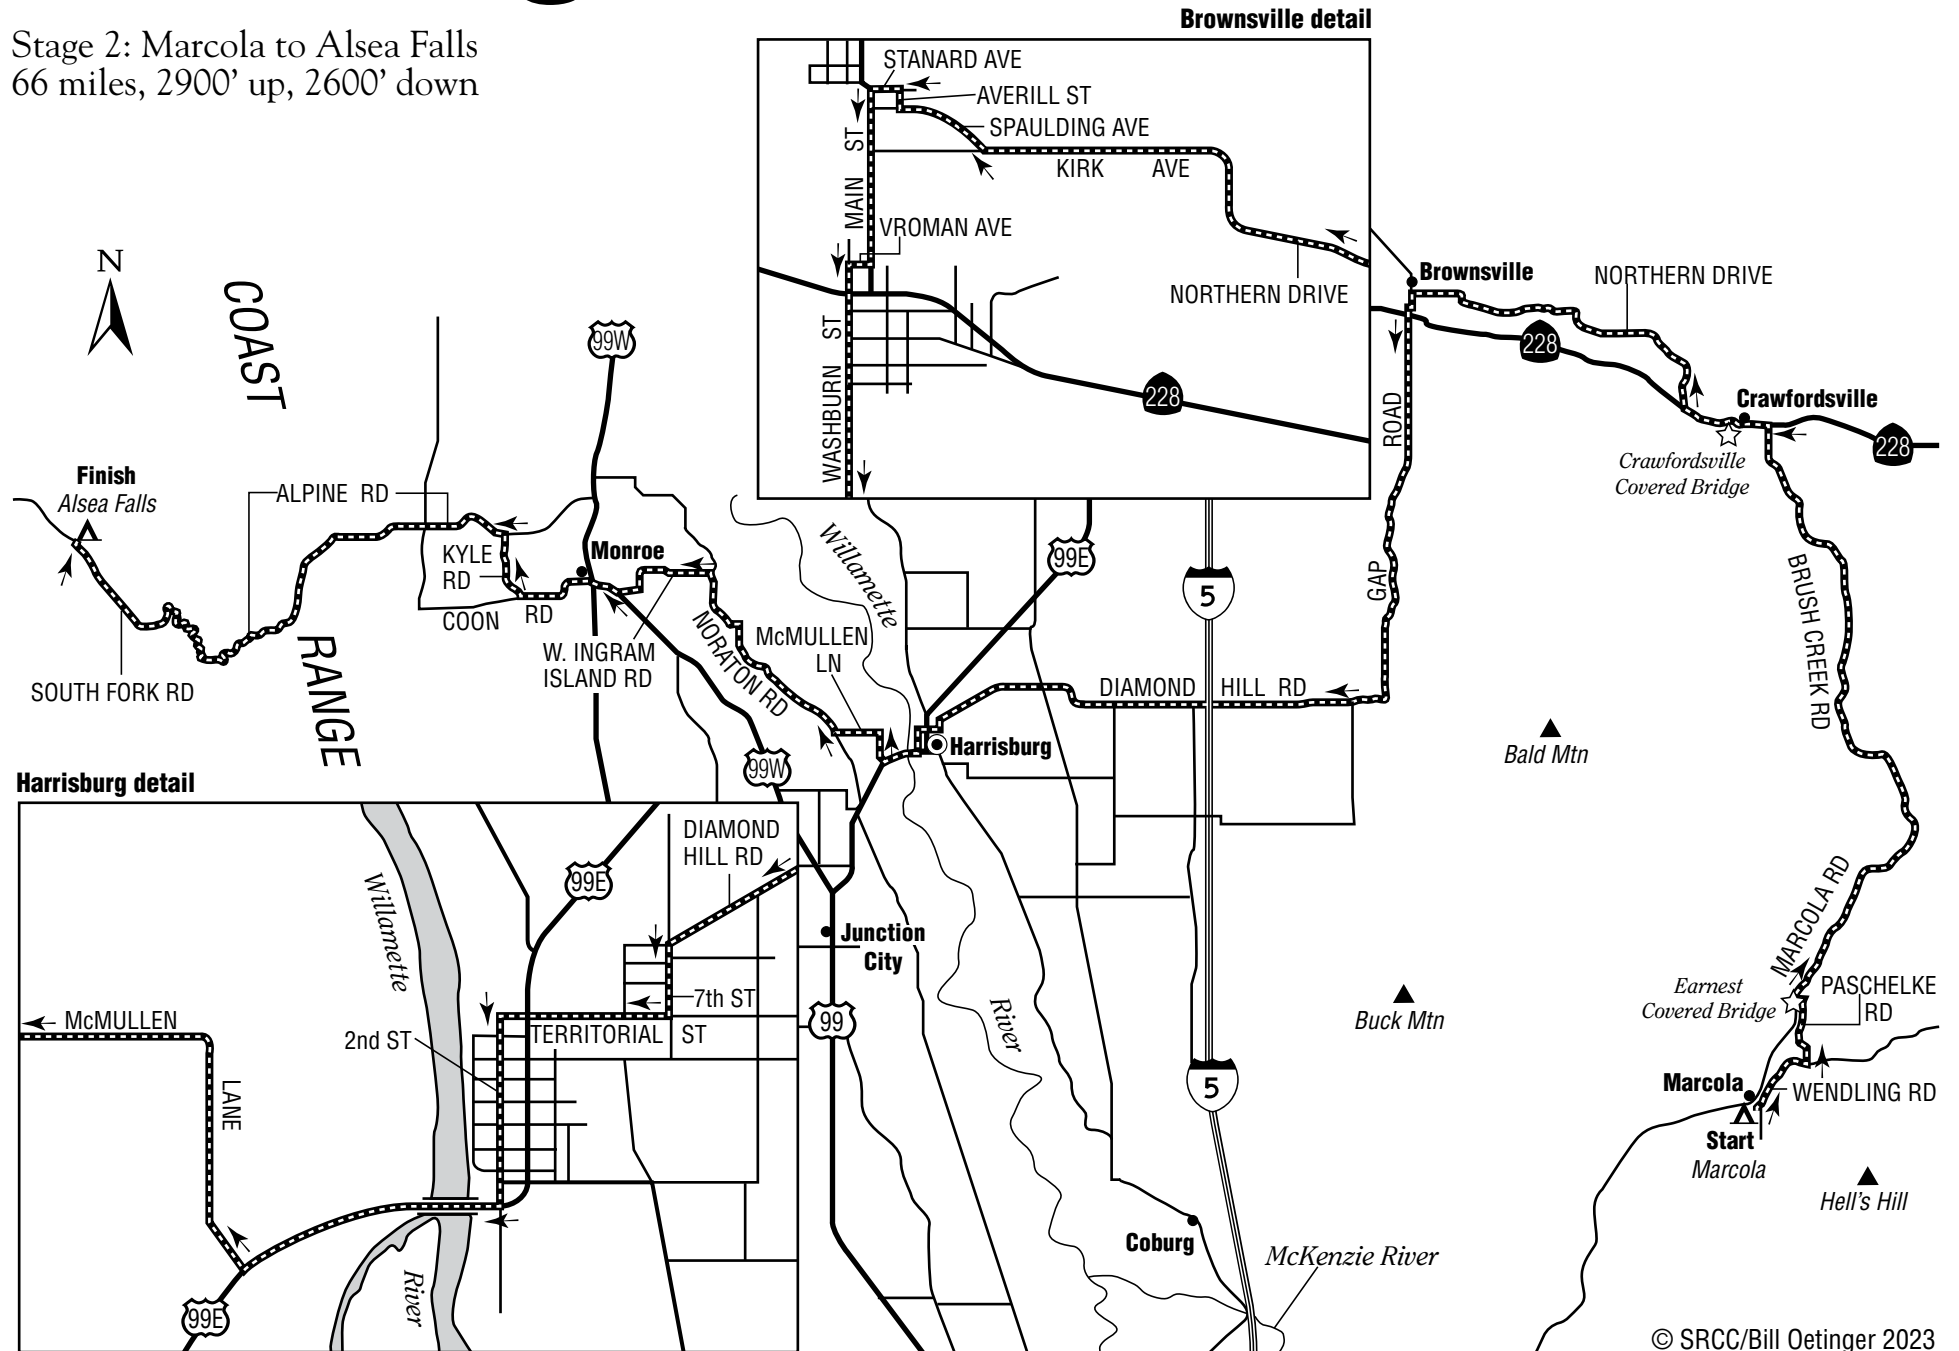 Stage 2: Marcola to Alsea Falls
66 miles, 2900' up, 2600' down
Brownsville detail
STANARD AVE
AVERILL ST
SPAULDING AVE
KIRK AVE
MAIN ST
VROMAN AVE
NORTHERN DRIVE
WASHBURN ST
228
Brownsville
NORTHERN DRIVE
228
Crawfordsville
228
Crawfordsville
Covered Bridge
N
COAST
RANGE
99W
Finish
Alsea Falls
ALPINE RD
KYLE
RD
Monroe
COON RD
W. INGRAM
ISLAND RD
SOUTH FORK RD
NORATON RD
McMULLEN
LN
Willamette
99E
5
GAP ROAD
DIAMOND HILL RD
BRUSH CREEK RD
Harrisburg
99W
Bald Mtn
Harrisburg detail
DIAMOND
HILL RD
99E
Willamette
7th ST
TERRITORIAL ST
2nd ST
McMULLEN
LANE
River
99E
Junction
City
99
River
Buck Mtn
5
MARCOLA RD
Earnest
Covered Bridge
PASCHELKE
RD
Marcola
WENDLING RD
Start
Marcola
Hell's Hill
Coburg
McKenzie River
© SRCC/Bill Oetinger 2023